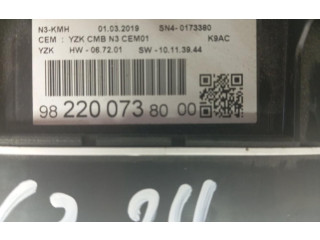 N3-KMH 01.03.2019 SN4- 0173380
CEM : YZK CMB N3 CEM01 K9AC
YZK HW - 06.72.01 SW - 10.11.39.44
98 220 073 80 00